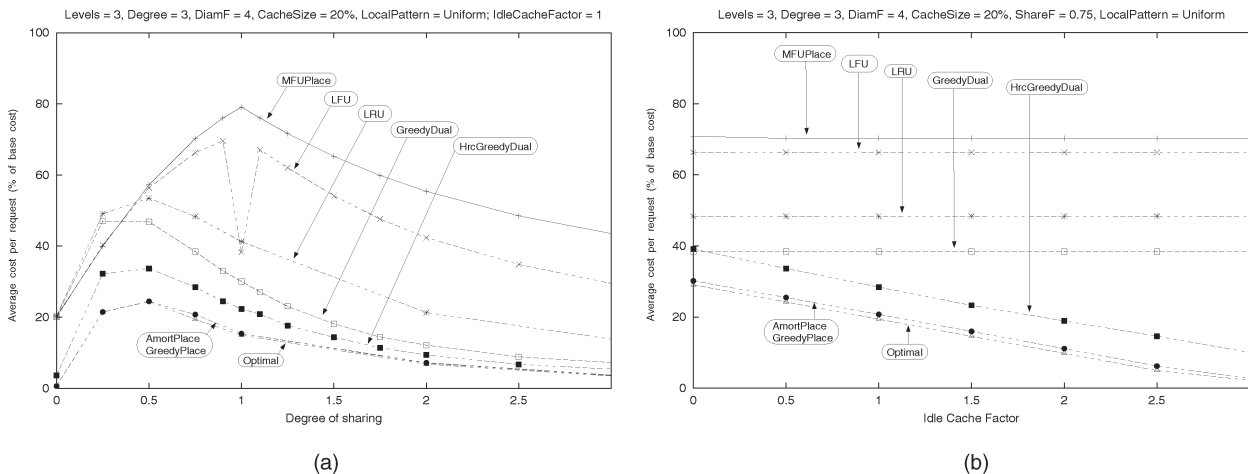 Levels = 3, Degree = 3, DiamF = 4, CacheSize = 20%, LocalPattern = Uniform; IdleCacheFactor = 1
100
80
60
40
20
0
Average cost per request (% of base cost)
MFUPlace
LFU
LRU
GreedyDual
HrcGreedyDual
AmortPlace
GreedyPlace
Optimal
0
0.5
1
1.5
2
2.5
Degree of sharing
(a)
Levels = 3, Degree = 3, DiamF = 4, CacheSize = 20%, ShareF = 0.75, LocalPattern = Uniform
100
80
60
40
20
0
Average cost per request (% of base cost)
MFUPlace
LFU
LRU
GreedyDual
HrcGreedyDual
AmortPlace
GreedyPlace
Optimal
0
0.5
1
1.5
2
2.5
Idle Cache Factor
(b)